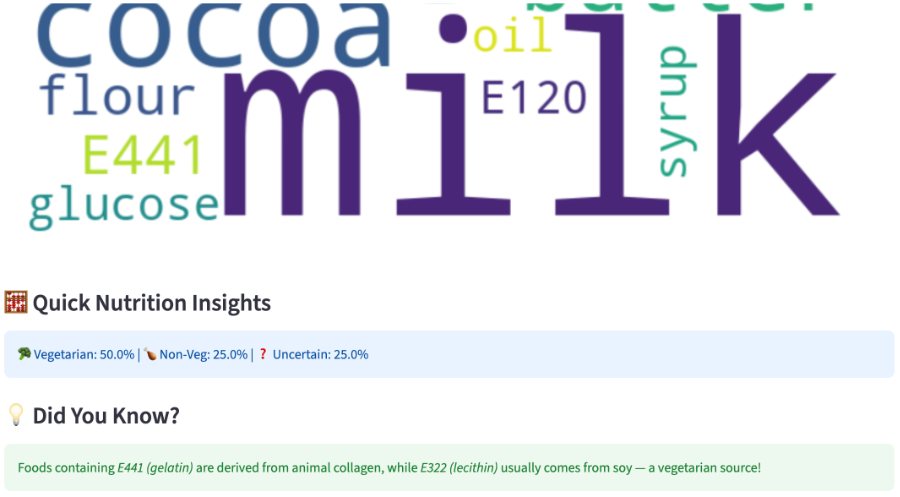 cocoa
butter
oil
flour
milk
E120
syrup
E441
glucose
Quick Nutrition Insights
Vegetarian: 50.0% | Non-Veg: 25.0% | ❓ Uncertain: 25.0%
Did You Know?
Foods containing E441 (gelatin) are derived from animal collagen, while E322 (lecithin) usually comes from soy — a vegetarian source!